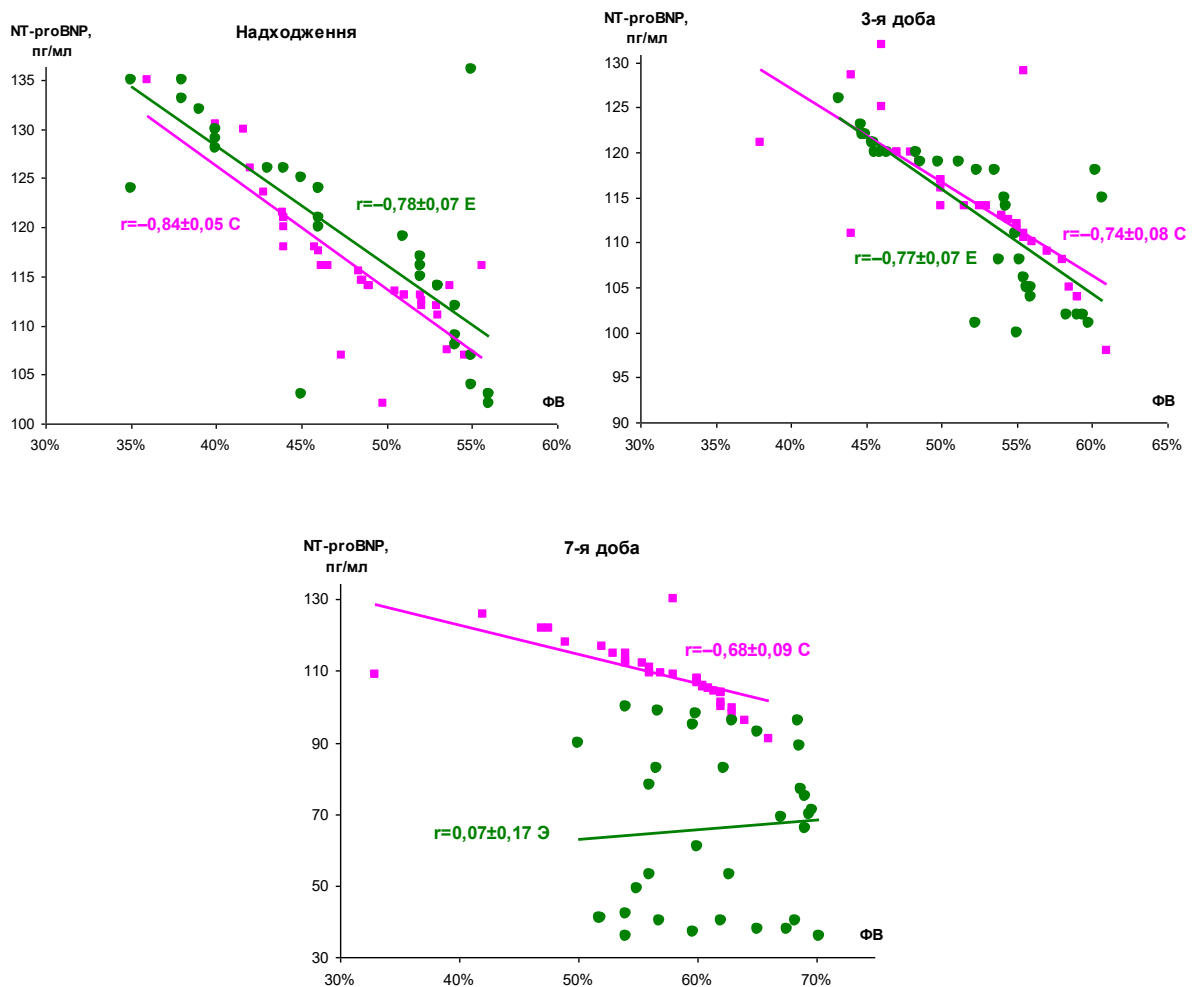 NT-proBNP,
пг/мл
Надходження
135
130
125
120
115
110
105
100
r=–0,84±0,05 С
r=–0,78±0,07 Е
ФВ
30%
35%
40%
45%
50%
55%
60%
NT-proBNP,
пг/мл
3-я доба
130
125
120
115
110
105
100
95
90
r=–0,74±0,08 С
r=–0,77±0,07 Е
ФВ
30%
35%
40%
45%
50%
55%
60%
65%
NT-proBNP,
пг/мл
7-я доба
130
110
90
70
50
30
r=–0,68±0,09 С
r=0,07±0,17 Э
ФВ
30%
40%
50%
60%
70%